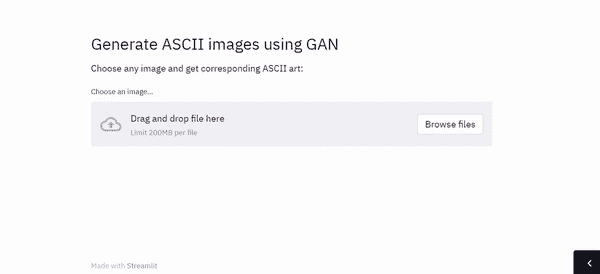 Generate ASCII images using GAN
Choose any image and get corresponding ASCII art:
Choose an image...
Drag and drop file here
Limit 200MB per file
Browse files
Made with Streamlit